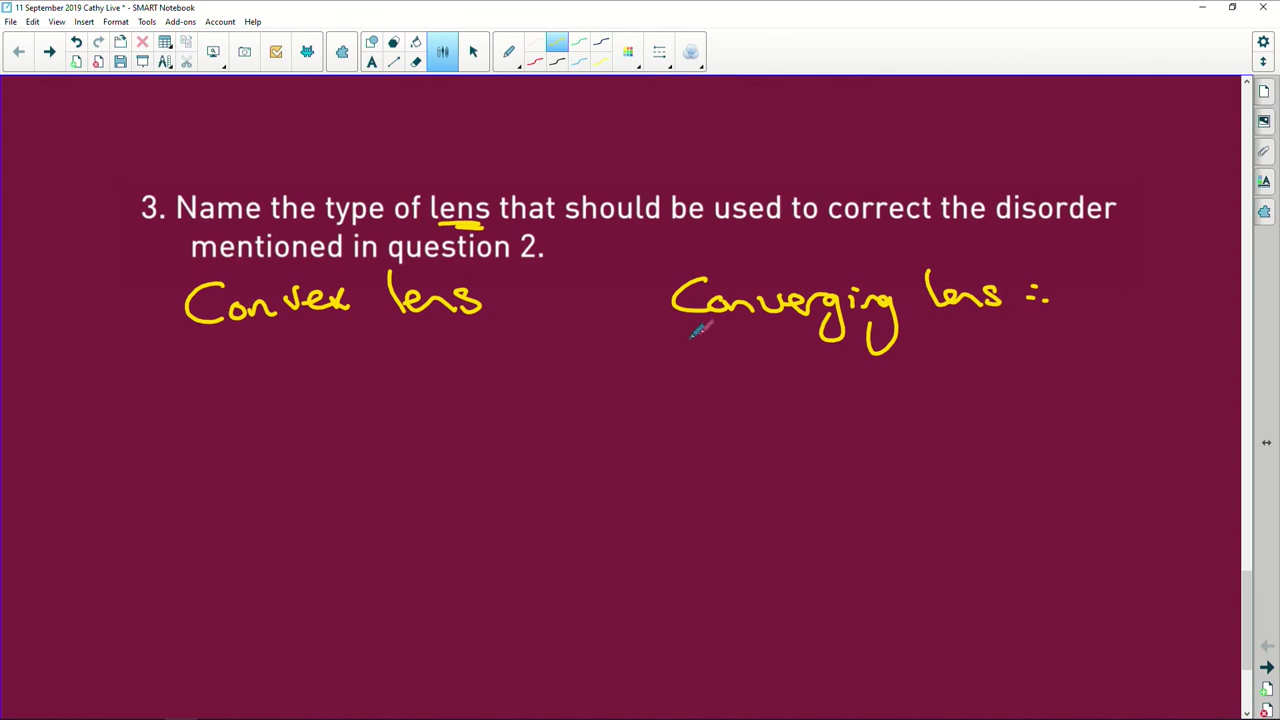 11 September 2019 Cathy Live * - SMART Notebook
File Edit View Insert Format Tools Add-ons Account Help
3. Name the type of lens that should be used to correct the disorder
mentioned in question 2.
Convex lens Converging lens